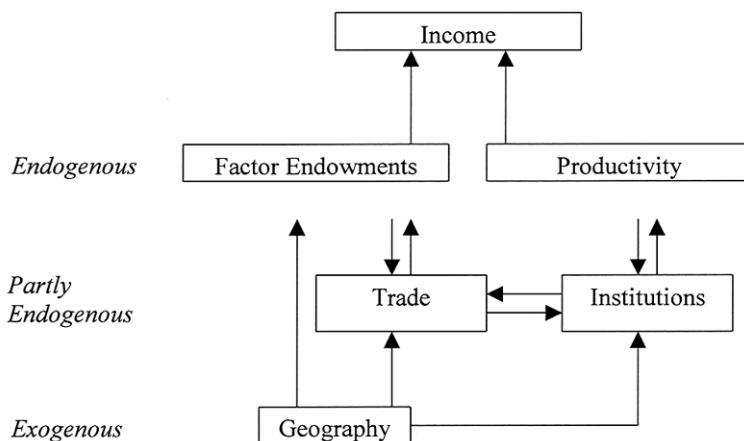 Income
Endogenous Factor Endowments Productivity
Partly
Endogenous
Trade Institutions
Exogenous Geography